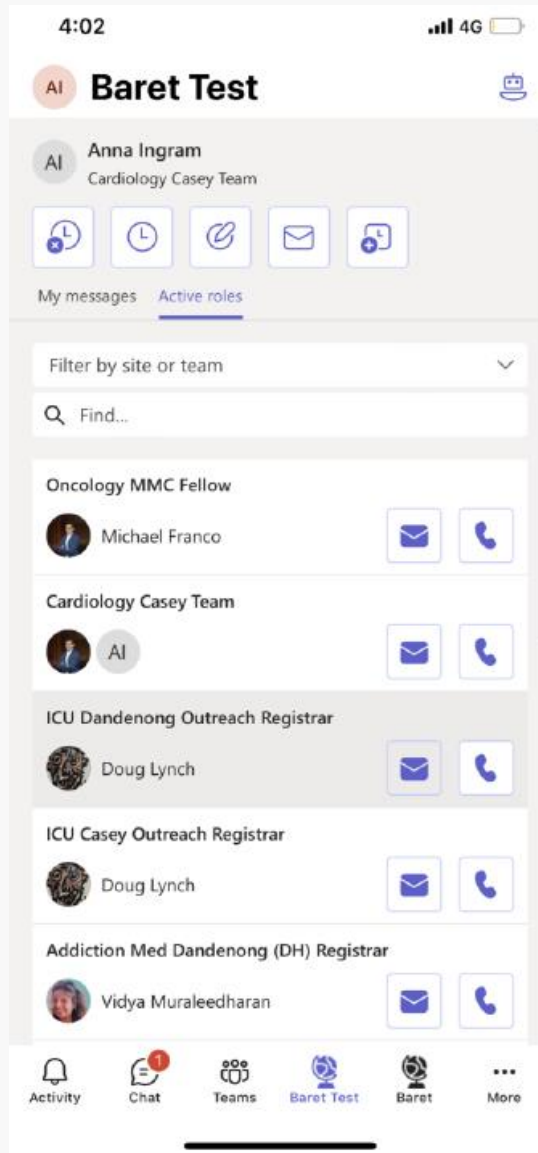 4:02 4G
AI Baret Test
AI Anna Ingram
Cardiology Casey Team
My messages Active roles
Filter by site or team
Find...
Oncology MMC Fellow
Michael Franco
Cardiology Casey Team
AI
ICU Dandenong Outreach Registrar
Doug Lynch
ICU Casey Outreach Registrar
Doug Lynch
Addiction Med Dandenong (DH) Registrar
Vidya Muraleedharan
1
Activity Chat Teams Baret Test Baret More